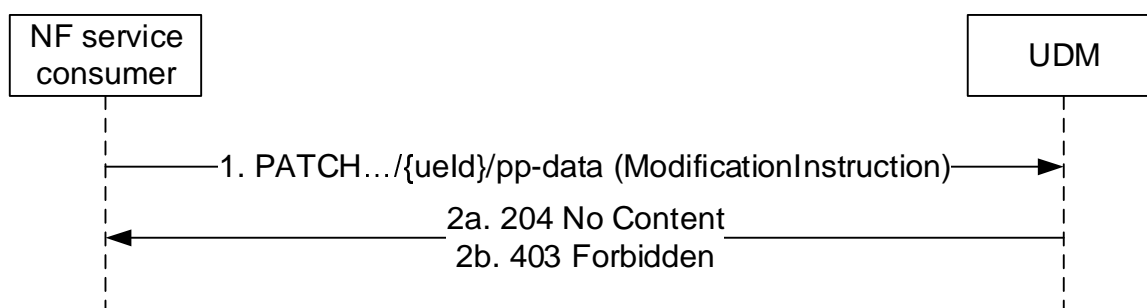 NF service
consumer
UDM
1. PATCH…/{ueId}/pp-data (ModificationInstruction)
2a. 204 No Content
2b. 403 Forbidden